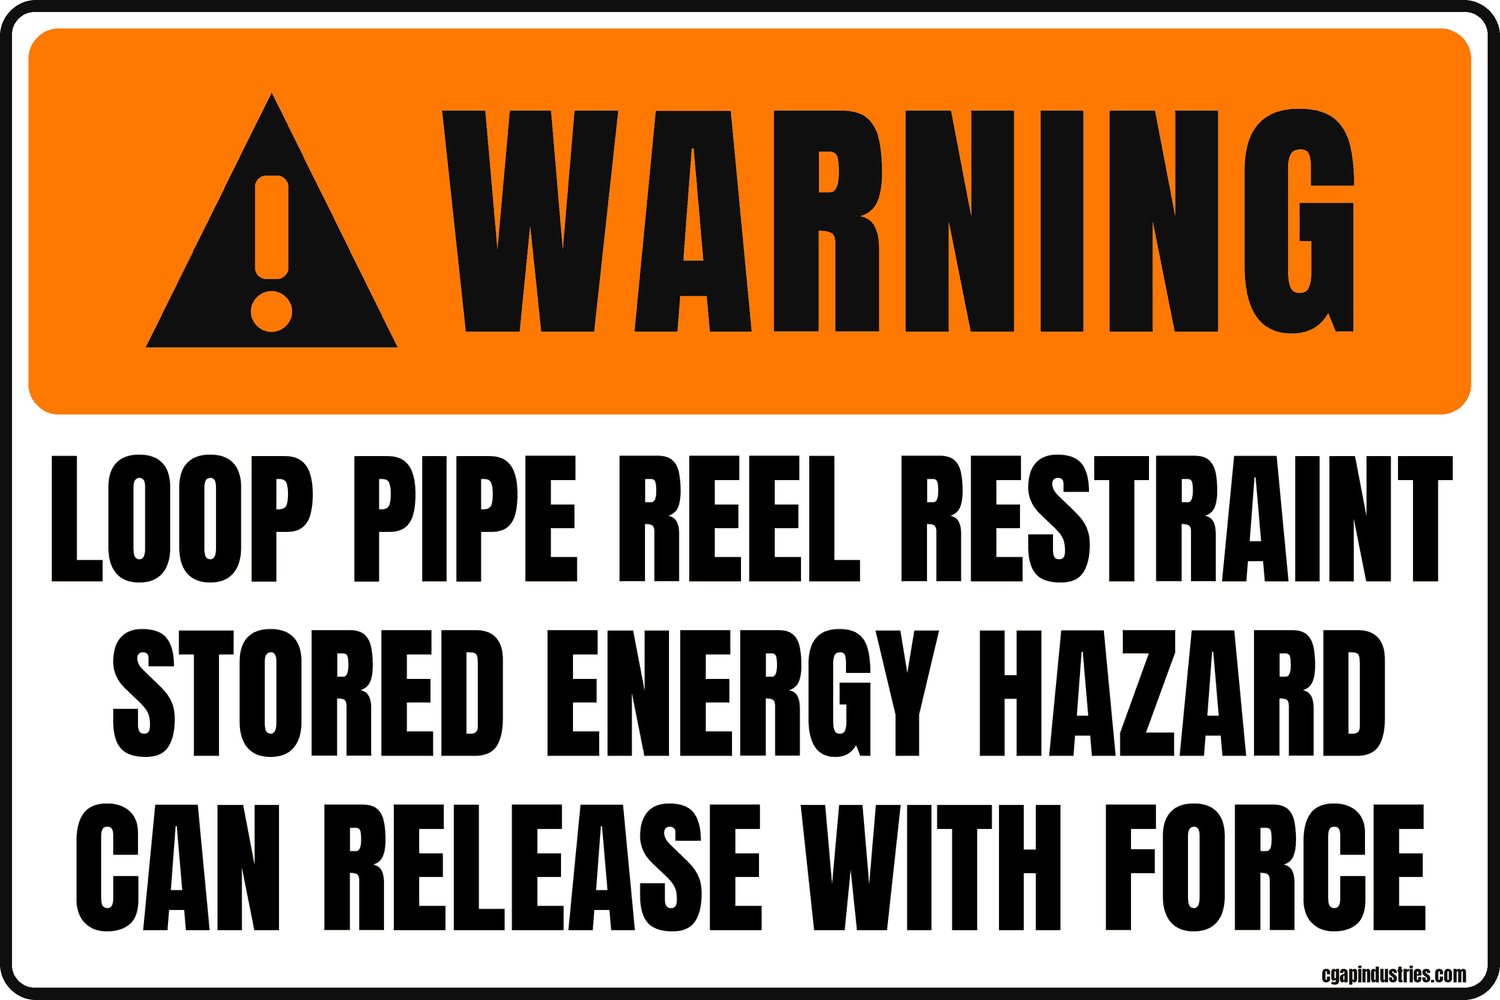 WARNING
LOOP PIPE REEL RESTRAINT
STORED ENERGY HAZARD
CAN RELEASE WITH FORCE
cgapindustries.com